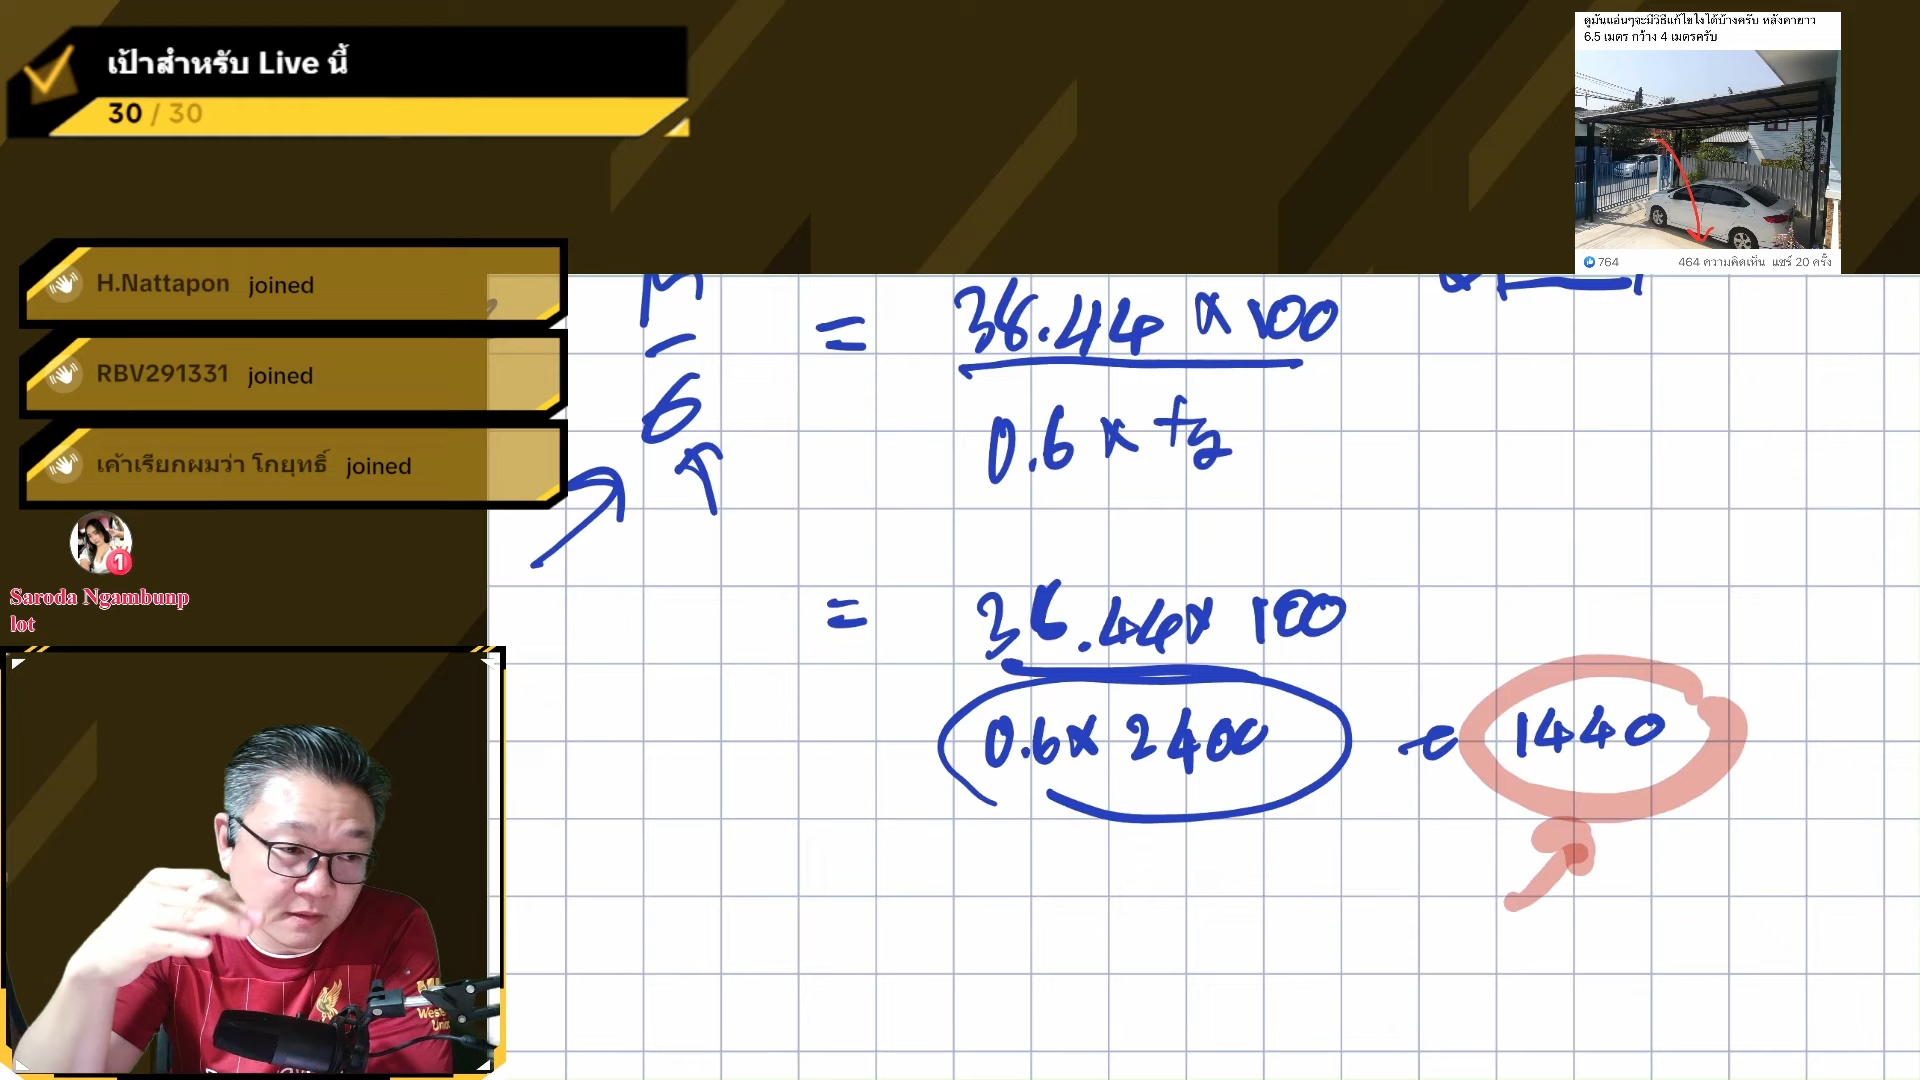 เป้าสำหรับ Live นี้
30 / 30
ดูมันแอ่นๆจะมีวิธีแก้ไขไงได้บ้างครับ หลังคายาว
6.5 เมตร กว้าง 4 เมตรครับ
764
464 ความคิดเห็น แชร์ 20 ครั้ง
H.Nattapon joined
RBV291331 joined
เค้าเรียกผมว่า โกยุทธิ์ joined
1
Saroda Ngambunp
lot
M
σ
= 38.44 x 100
0.6 x fy
= 38.44 x 100
0.6 x 2400
1440